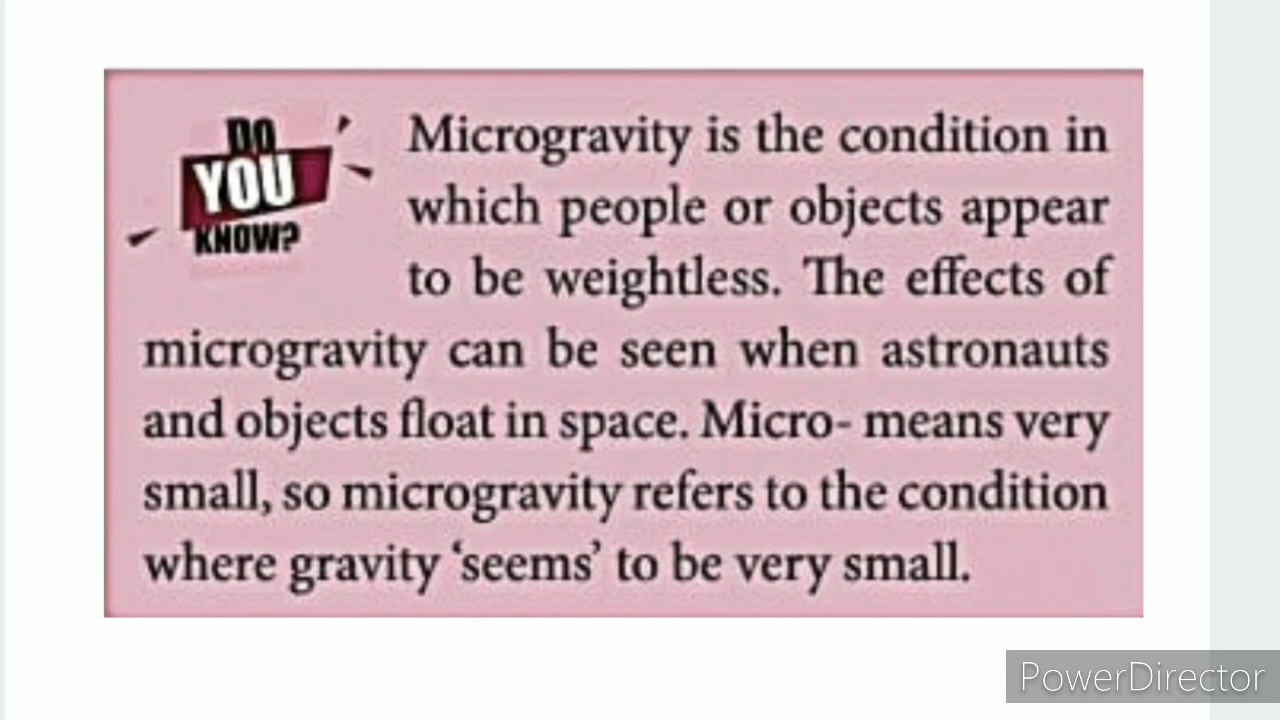 DO
YOU
KNOW?
Microgravity is the condition in
which people or objects appear
to be weightless. The effects of
microgravity can be seen when astronauts
and objects float in space. Micro- means very
small, so microgravity refers to the condition
where gravity ‘seems’ to be very small.
PowerDirector